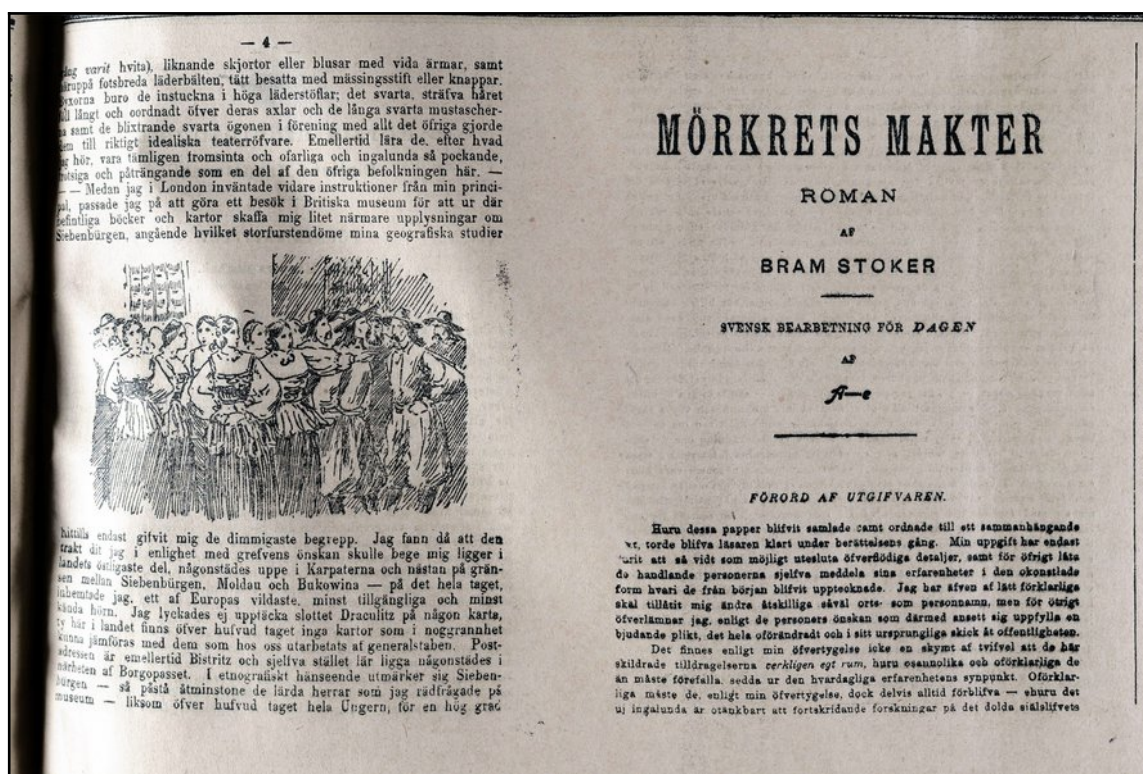 — 4 —
dag varit hvita), liknande skjortor eller blusar med vida ärmar, samt
däruppå fotsbreda läderbälten, tätt besatta med mässingsstift eller knappar.
Byxorna buro de instuckna i höga läderstöflar; det svarta, sträfva håret
föll långt och oordnadt öfver deras axlar och de långa svarta mustascher-
na samt de blixtrande svarta ögonen i förening med allt det öfriga gjorde
dem till riktigt idealiska teaterröfvare. Emellertid lära de, efter hvad
jag hör, vara tämligen fromsinta och ofarliga och ingalunda så pockande,
trotsiga och påträngande som en del af den öfriga befolkningen här. —
— — Medan jag i London inväntade vidare instruktioner från min princi-
pal, passade jag på att göra ett besök i Britiska museum för att ur där
befintliga böcker och kartor skaffa mig litet närmare upplysningar om
Siebenbürgen, angående hvilket storfurstendöme mina geografiska studier
hittills endast gifvit mig de dimmigaste begrepp. Jag fann då att den
trakt dit jag i enlighet med grefvens önskan skulle bege mig ligger i
landets östligaste del, någonstädes uppe i Karpaterna och nästan på grän-
sen mellan Siebenbürgen, Moldau och Bukowina — på det hela taget,
inhemtade jag, ett af Europas vildaste, minst tillgängliga och minst
kända hörn. Jag lyckades ej upptäcka slottet Draculitz på någon karta,
ty här i landet finns öfver hufvud taget inga kartor som i noggrannhet
kunna jämföras med dem som hos oss utarbetats af generalstaben. Post-
adressen är emellertid Bistritz och sjelfva stället lär ligga någonstädes i
närheten af Borgopasset. I etnografiskt hänseende utmärker sig Sieben-
bürgen — så påstå åtminstone de lärda herrar som jag rådfrågade på
museum — liksom öfver hufvud taget hela Ungern, för en hög grad
MÖRKRETS MAKTER
ROMAN
AF
BRAM STOKER
SVENSK BEARBETNING FÖR DAGEN
AF
A—e
FÖRORD AF UTGIFVAREN.
Huru dessa papper blifvit samlade samt ordnade till ett sammanhängande
torde blifva läsaren klart under berättelsens gång. Min uppgift har endast
varit att så vidt som möjligt utesluta öfverflödiga detaljer, samt för öfrigt låta
de handlande personerna sjelfva meddela sina erfarenheter i den okonstlade
form hvari de från början blifvit upptecknade. Jag har äfven af lätt förklarliga
skäl tillåtit mig ändra åtskilliga såväl orts- som personnamn, men för öfrigt
öfverlämnar jag, enligt de personers önskan som därmed ansett sig uppfylla en
bjudande plikt, det hela oförändradt och i sitt ursprungliga skick åt offentligheten.
Det finnes enligt min öfvertygelse icke en skymt af tvifvel att de här
skildrade tilldragelserna verkligen egt rum, huru osannolika och oförklarliga de
än måste förefalla, sedda ur den hvardagliga erfarenhetens synpunkt. Oförklar-
liga måste de, enligt min öfvertygelse, dock delvis alltid förblifva — ehuru det
ej ingalunda är otänkbart att fortskridande forskningar på det dolda själslifvets